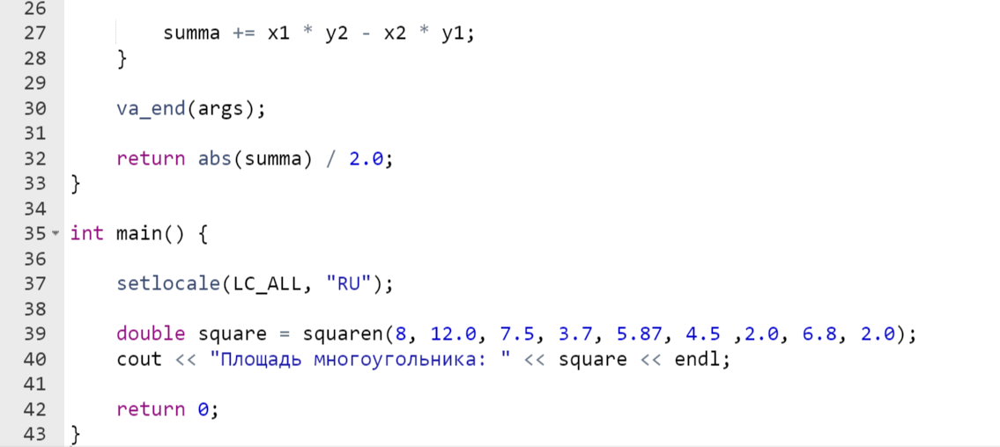 26
27 summa += x1 * y2 - x2 * y1;
28 }
29
30 va_end(args);
31
32 return abs(summa) / 2.0;
33 }
34
35 int main() {
36
37 setlocale(LC_ALL, "RU");
38
39 double square = squaren(8, 12.0, 7.5, 3.7, 5.87, 4.5 ,2.0, 6.8, 2.0);
40 cout << "Площадь многоугольника: " << square << endl;
41
42 return 0;
43 }